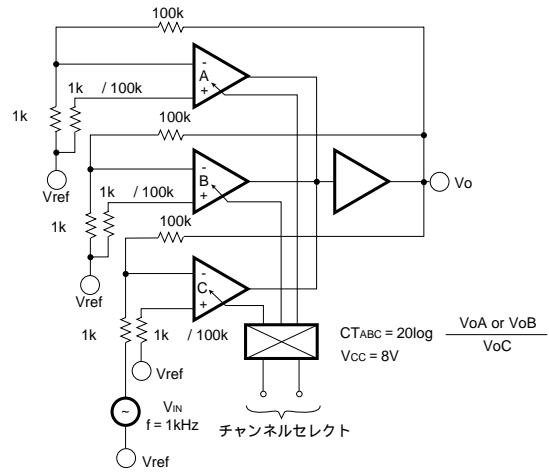 100k
A
-
+
1k
1k / 100k
Vref
100k
B
-
+
1k
1k / 100k
Vref
100k
C
-
+
1k
1k / 100k
Vref
Vo
VIN
f = 1kHz
Vref
チャンネルセレクト
CTABC = 20log VoA or VoB
VoC
VCC = 8V
~